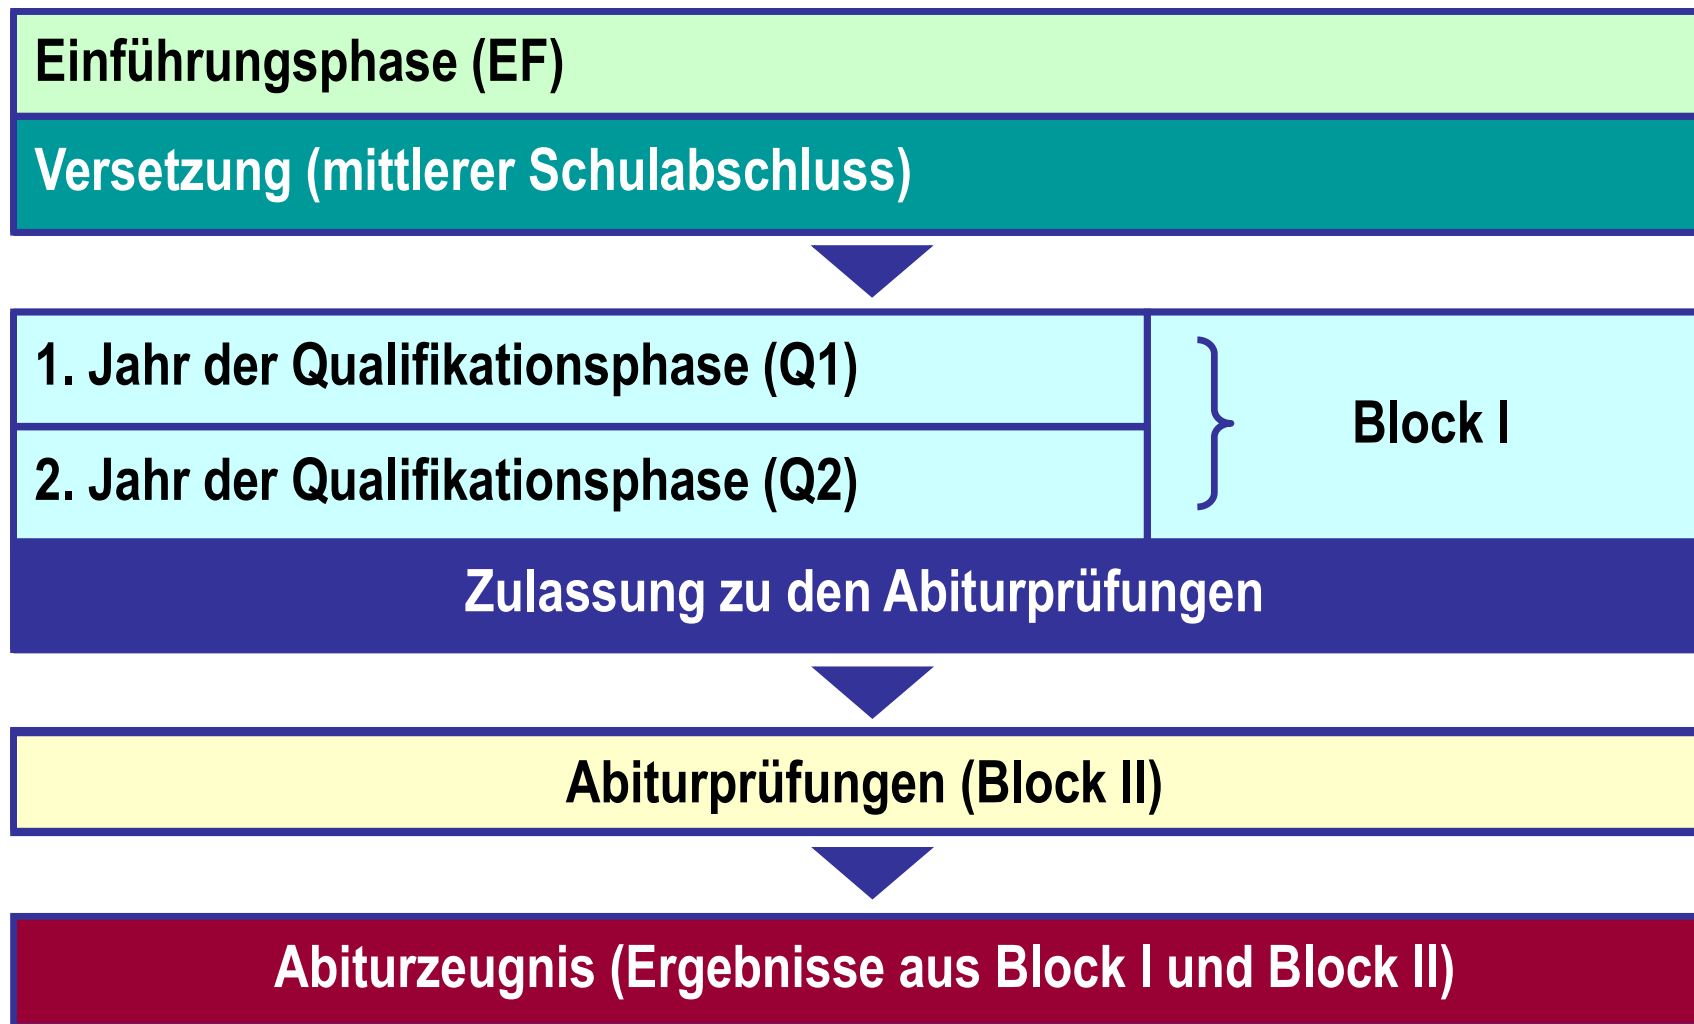 Einführungsphase (EF)
Versetzung (mittlerer Schulabschluss)
1. Jahr der Qualifikationsphase (Q1)
Block I
2. Jahr der Qualifikationsphase (Q2)
Zulassung zu den Abiturprüfungen
Abiturprüfungen (Block II)
Abiturzeugnis (Ergebnisse aus Block I und Block II)